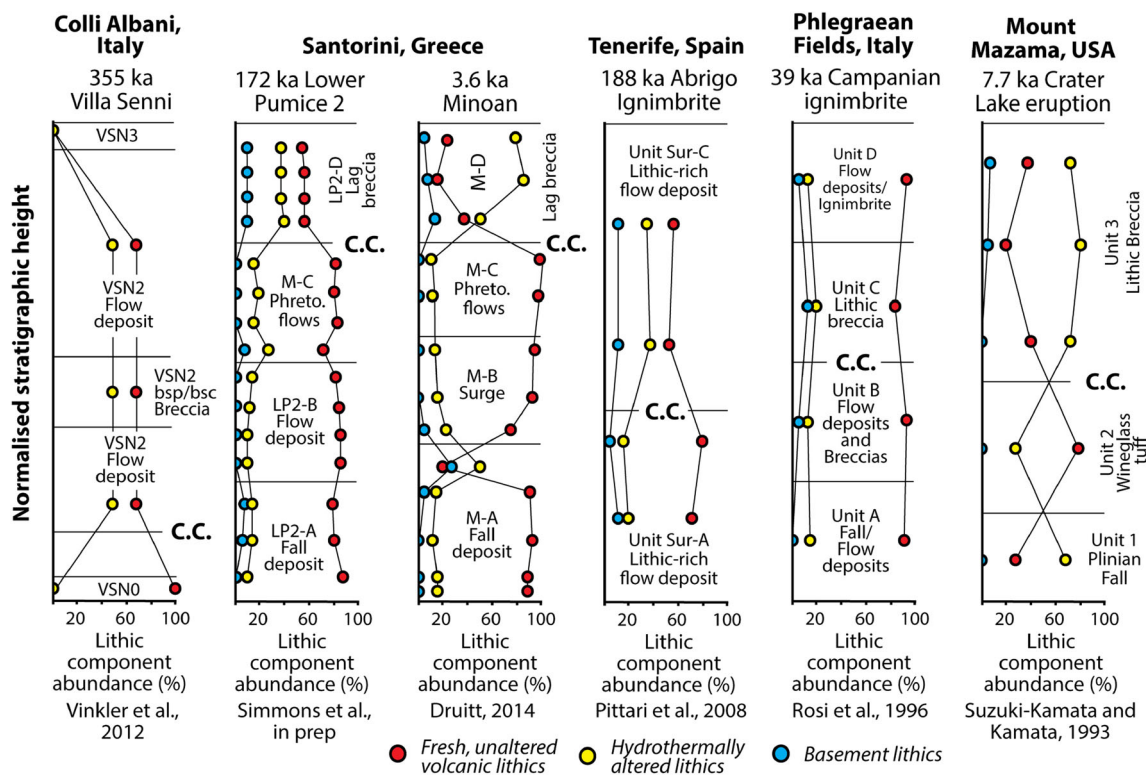 Colli Albani,
Italy
355 ka
Villa Senni
Santorini, Greece
172 ka Lower
Pumice 2
3.6 ka
Minoan
Tenerife, Spain
188 ka Abrigo
Ignimbrite
Phlegraean
Fields, Italy
39 ka Campanian
ignimbrite
Mount
Mazama, USA
7.7 ka Crater
Lake eruption
Normalised stratigraphic height
VSN3
VSN2
Flow
deposit
VSN2
bsp/bsc
Breccia
VSN2
Flow
deposit
C.C.
VSN0
20 60 100
Lithic
component
abundance (%)
Vinkler et al.,
2012
LP2-D
Lag
breccia
C.C.
M-C
Phreto.
flows
LP2-B
Flow
deposit
LP2-A
Fall
deposit
20 60 100
Lithic
component
abundance (%)
Simmons et al.,
in prep
Lag breccia
M-D
C.C.
M-C
Phreto.
flows
M-B
Surge
M-A
Fall
deposit
20 60 100
Lithic
component
abundance (%)
Druitt, 2014
Unit Sur-C
Lithic-rich
flow deposit
C.C.
Unit Sur-A
Lithic-rich
flow deposit
20 60 100
Lithic
component
abundance (%)
Pittari et al., 2008
Unit D
Flow
deposits/
Ignimbrite
Unit C
Lithic
breccia
C.C.
Unit B
Flow
deposits
and
Breccias
Unit A
Fall/
Flow
deposits
20 60 100
Lithic
component
abundance (%)
Rosi et al., 1996
Unit 3
Lithic Breccia
C.C.
Unit 2
Wineglass
tuff
Unit 1
Plinian
Fall
20 60 100
Lithic
component
abundance (%)
Suzuki-Kamata and
Kamata, 1993
Fresh, unaltered
volcanic lithics
Hydrothermally
altered lithics
Basement lithics